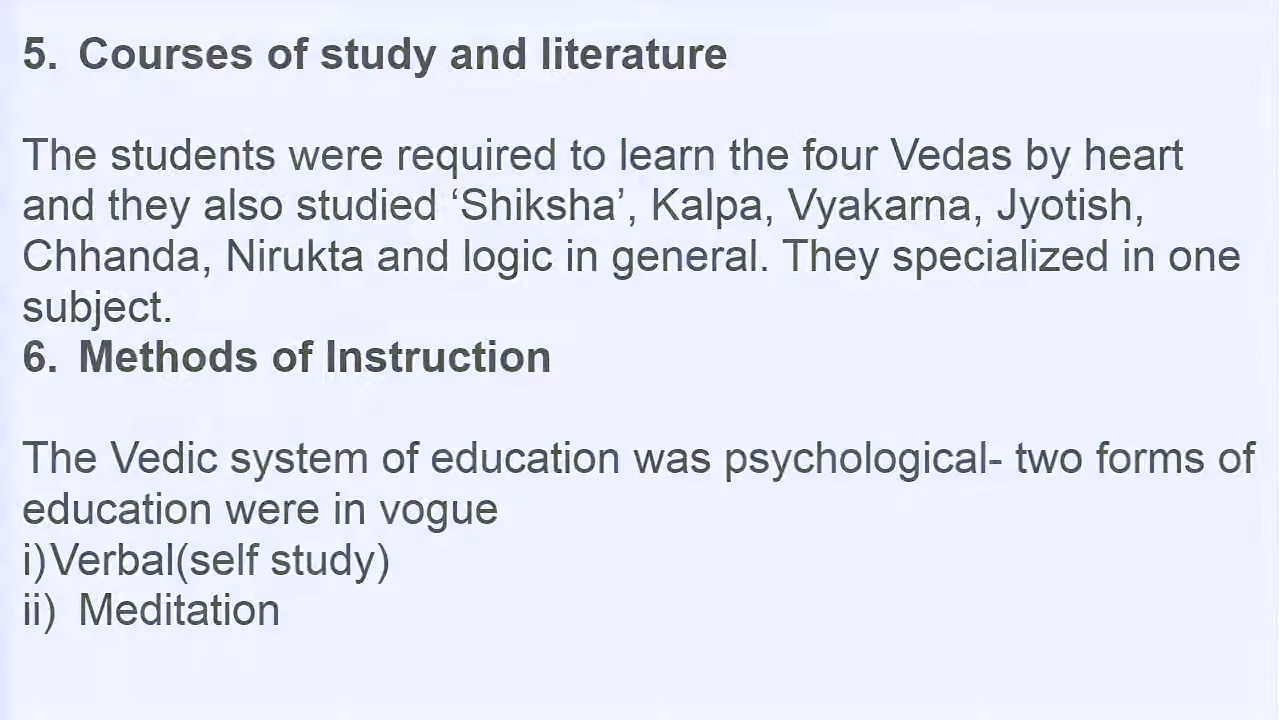 5. Courses of study and literature
The students were required to learn the four Vedas by heart
and they also studied ‘Shiksha’, Kalpa, Vyakarna, Jyotish,
Chhanda, Nirukta and logic in general. They specialized in one
subject.
6. Methods of Instruction
The Vedic system of education was psychological- two forms of
education were in vogue
i)Verbal(self study)
ii) Meditation